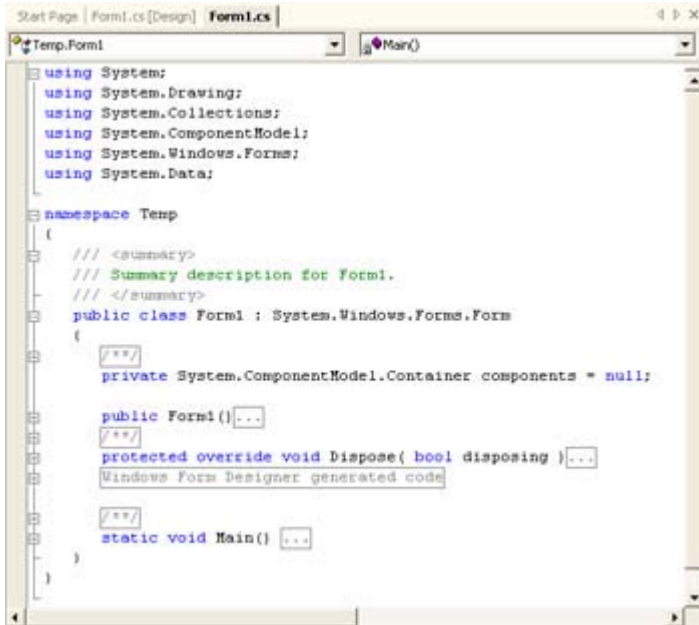 Start Page | Form1.cs [Design] Form1.cs
Temp.Form1
Main()
using System;
using System.Drawing;
using System.Collections;
using System.ComponentModel;
using System.Windows.Forms;
using System.Data;
namespace Temp
{
/// <summary>
/// Summary description for Form1.
/// </summary>
public class Form1 : System.Windows.Forms.Form
{
/**/
private System.ComponentModel.Container components = null;
public Form1()...
/**/
protected override void Dispose( bool disposing )...
Windows Form Designer generated code
/**/
static void Main() ...
}
}